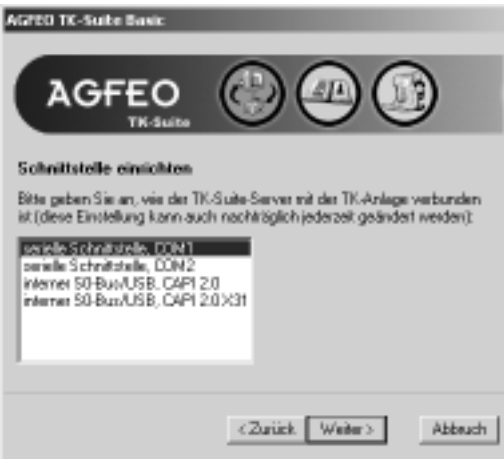 AGFEO TK-Suite Basic
AGFEO
TK-Suite
Schnittstelle einrichten
Bitte geben Sie an, wie der TK-Suite-Server mit der TK-Anlage verbunden
ist (diese Einstellung kann auch nachträglich jederzeit geändert werden):
serielle Schnittstelle, COM1
serielle Schnittstelle, COM2
interner S0-Bus/USB, CAPI 2.0
interner S0-Bus/USB, CAPI 2.0 X31
< Zurück Weiter > Abbruch